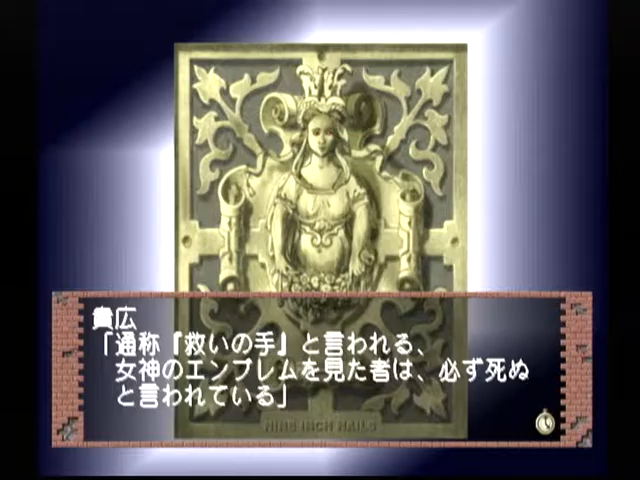 貴広
「通称『救いの手』と言われる、
女神のエンブレムを見た者は、必ず死ぬ
と言われている」
NINE INCH NAILS